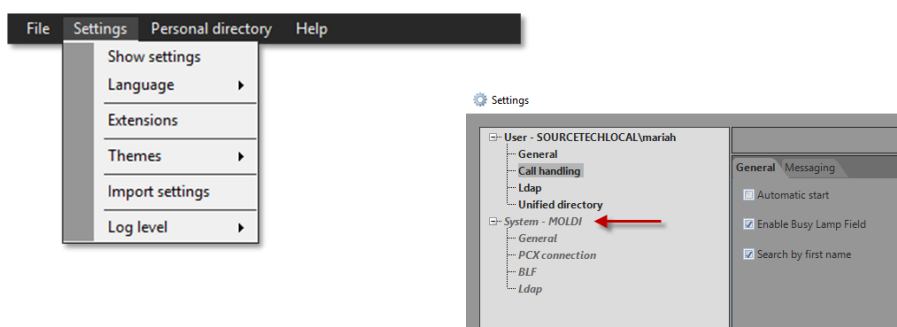 File Settings Personal directory Help
Show settings
Language
Extensions
Themes
Import settings
Log level
Settings
User - SOURCETECHLOCAL\mariah
General
Call handling
Ldap
Unified directory
System - MOLDI
General
PCX connection
BLF
Ldap
General Messaging
Automatic start
Enable Busy Lamp Field
Search by first name